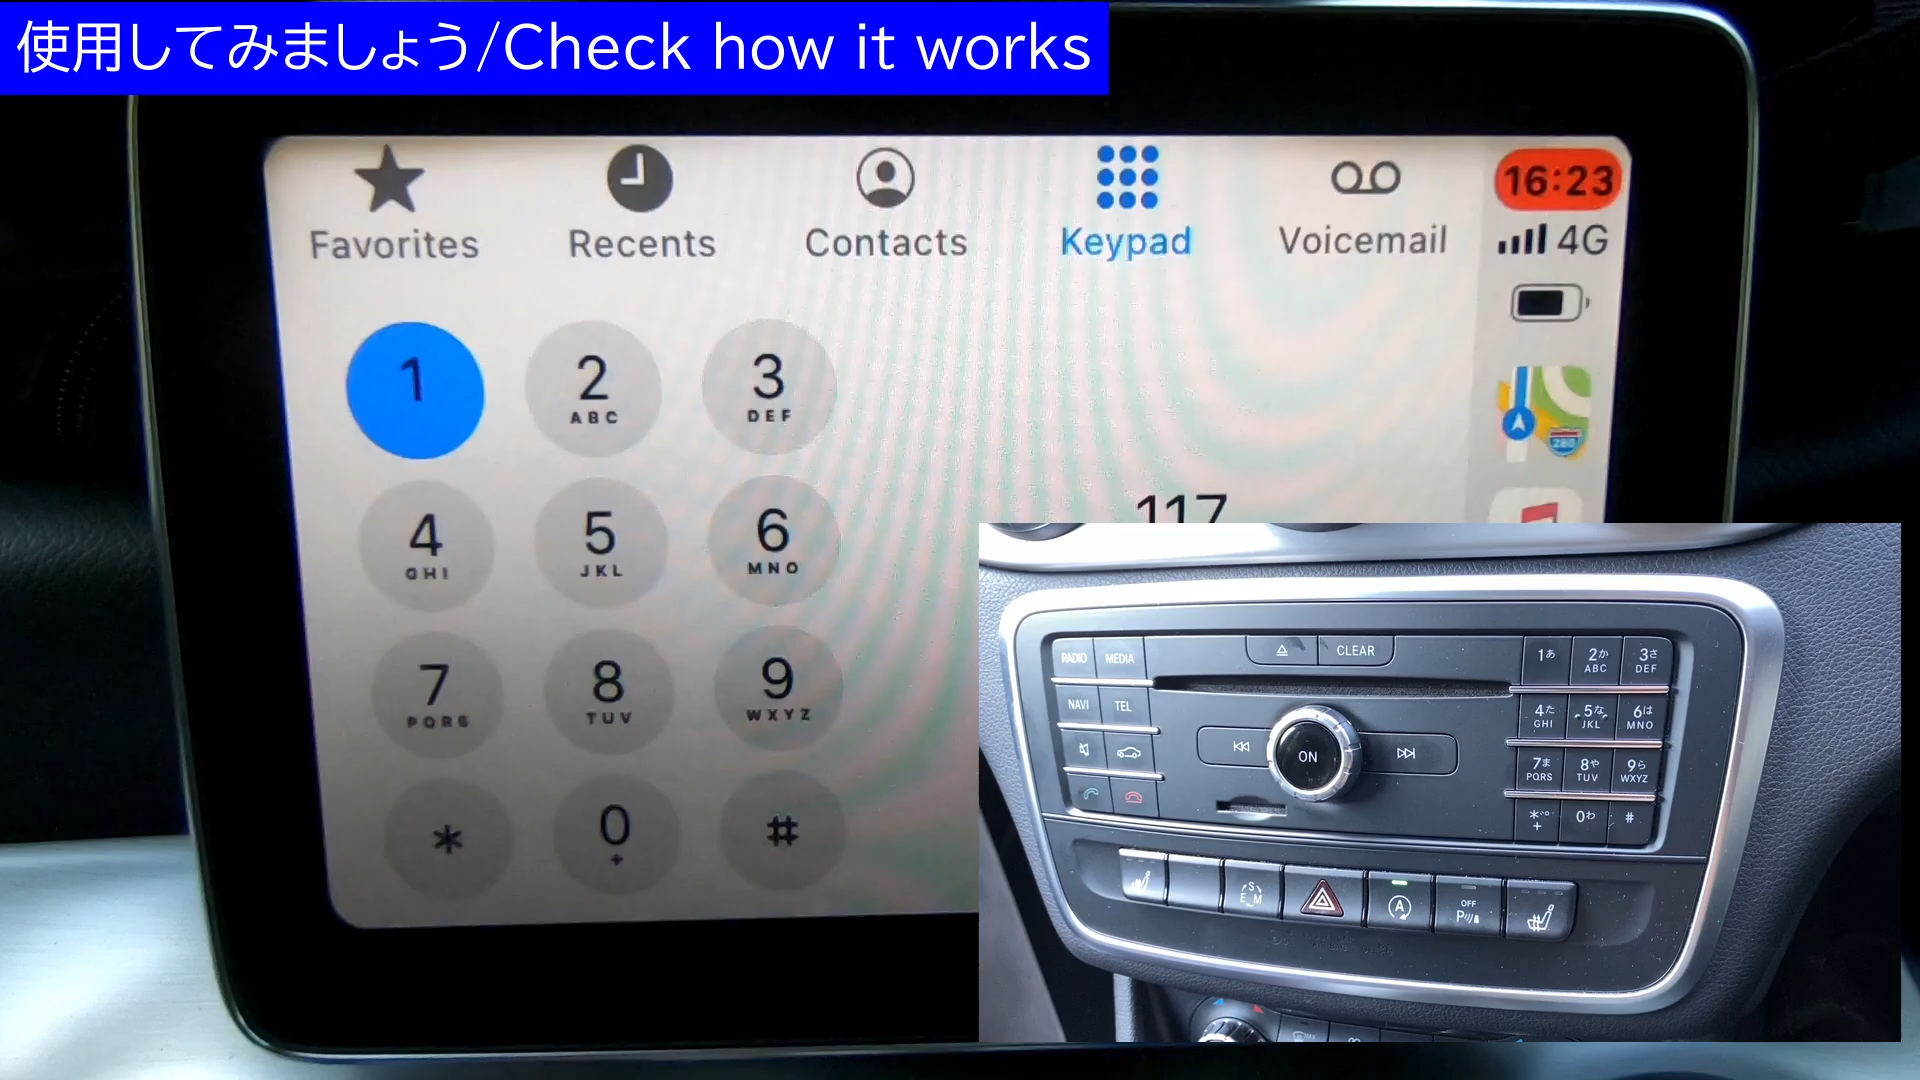 使用してみましょう/Check how it works
Favorites Recents Contacts Keypad Voicemail
16:23
4G
280
1 2 3
ABC DEF
4 5 6
GHI JKL MNO
7 8 9
PQRS TUV WXYZ
* 0 #
+
117
RADIO MEDIA CLEAR
1あ 2か 3さ
ABC DEF
NAVI TEL
4た 5な 6は
GHI JKL MNO
ON
7ま 8や 9ら
PQRS TUV WXYZ
*゛゜ 0わ #
+
S
E M
A
OFF
P